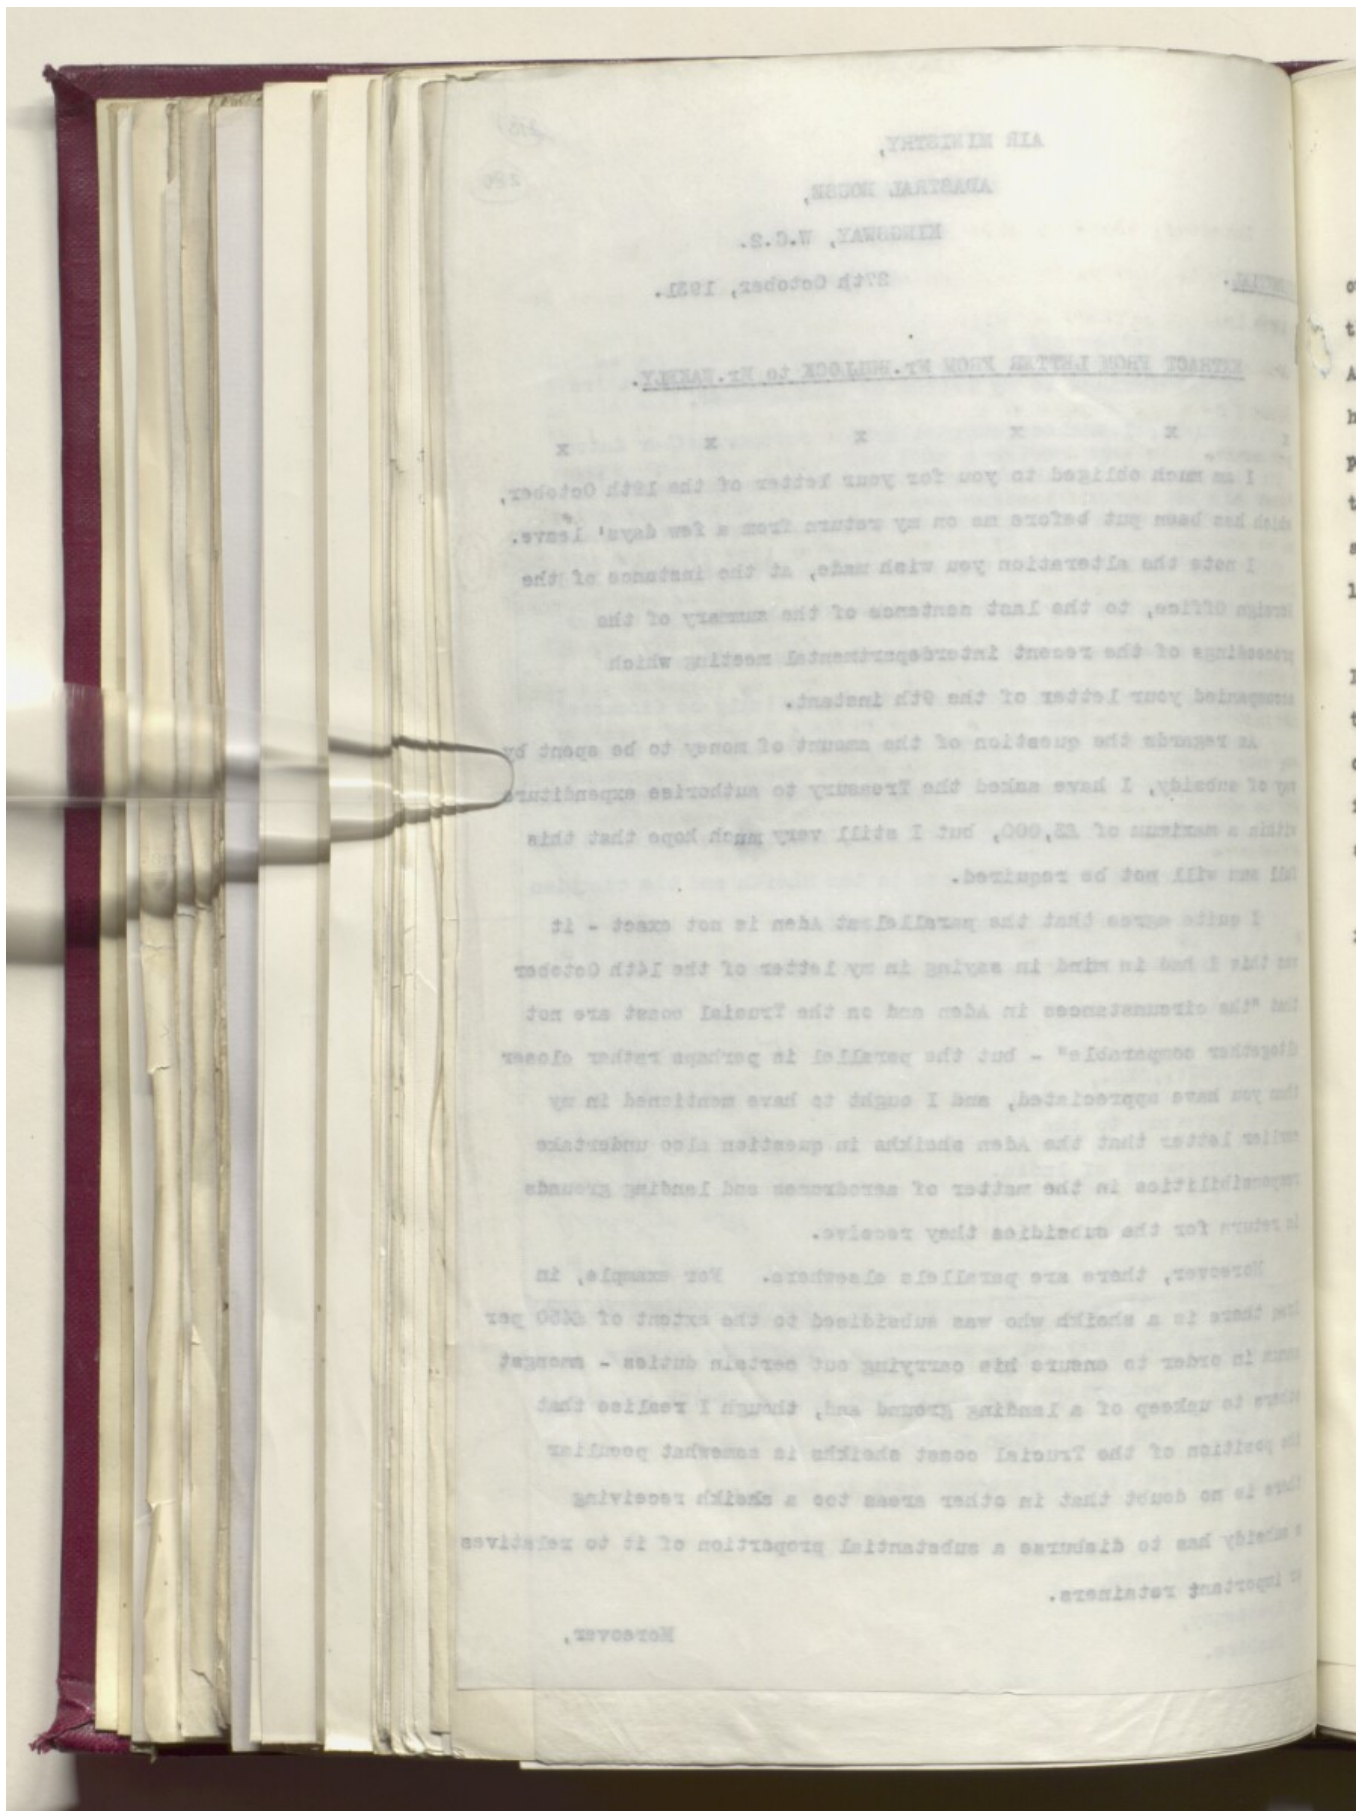 AIR MINISTRY,
ADASTRAL HOUSE,
KINGSWAY, W.C.2.
27th October, 1931.
EXTRACT FROM LETTER FROM Mr. BULLOCK to Mr. WAKELY.
x x x x x x
I am much obliged to you for your letter of the 19th October,
which has been put before me on my return from a few days' leave.
I note the alteration you wish made, at the instance of the
Foreign Office, to the last sentence of the summary of the
proceedings of the recent interdepartmental meeting which
accompanied your letter of the 9th instant.
As regards the question of the amount of money to be spent by
way of subsidy, I have asked the Treasury to authorise expenditure
within a maximum of £3,000, but I still very much hope that this
full sum will not be required.
I quite agree that the parallel at Aden is not exact - it
was this I had in mind in saying in my letter of the 14th October
that "the circumstances in Aden and on the Trucial coast are not
altogether comparable" - but the parallel is perhaps rather closer
than you have appreciated, and I ought to have mentioned in my
earlier letter that the Aden sheikhs in question also undertake
responsibilities in the matter of aerodromes and landing grounds
in return for the subsidies they receive.
Moreover, there are parallels elsewhere. For example, in
there is a sheikh who was subsidised to the extent of £450 per
annum in order to ensure his carrying out certain duties - amongst
others to upkeep of a landing ground and, though I realise that
the position of the Trucial coast sheikhs is somewhat peculiar
there is no doubt that in other areas too a sheikh receiving
a subsidy has to disburse a substantial proportion of it to relatives
or important retainers.
Moreover,